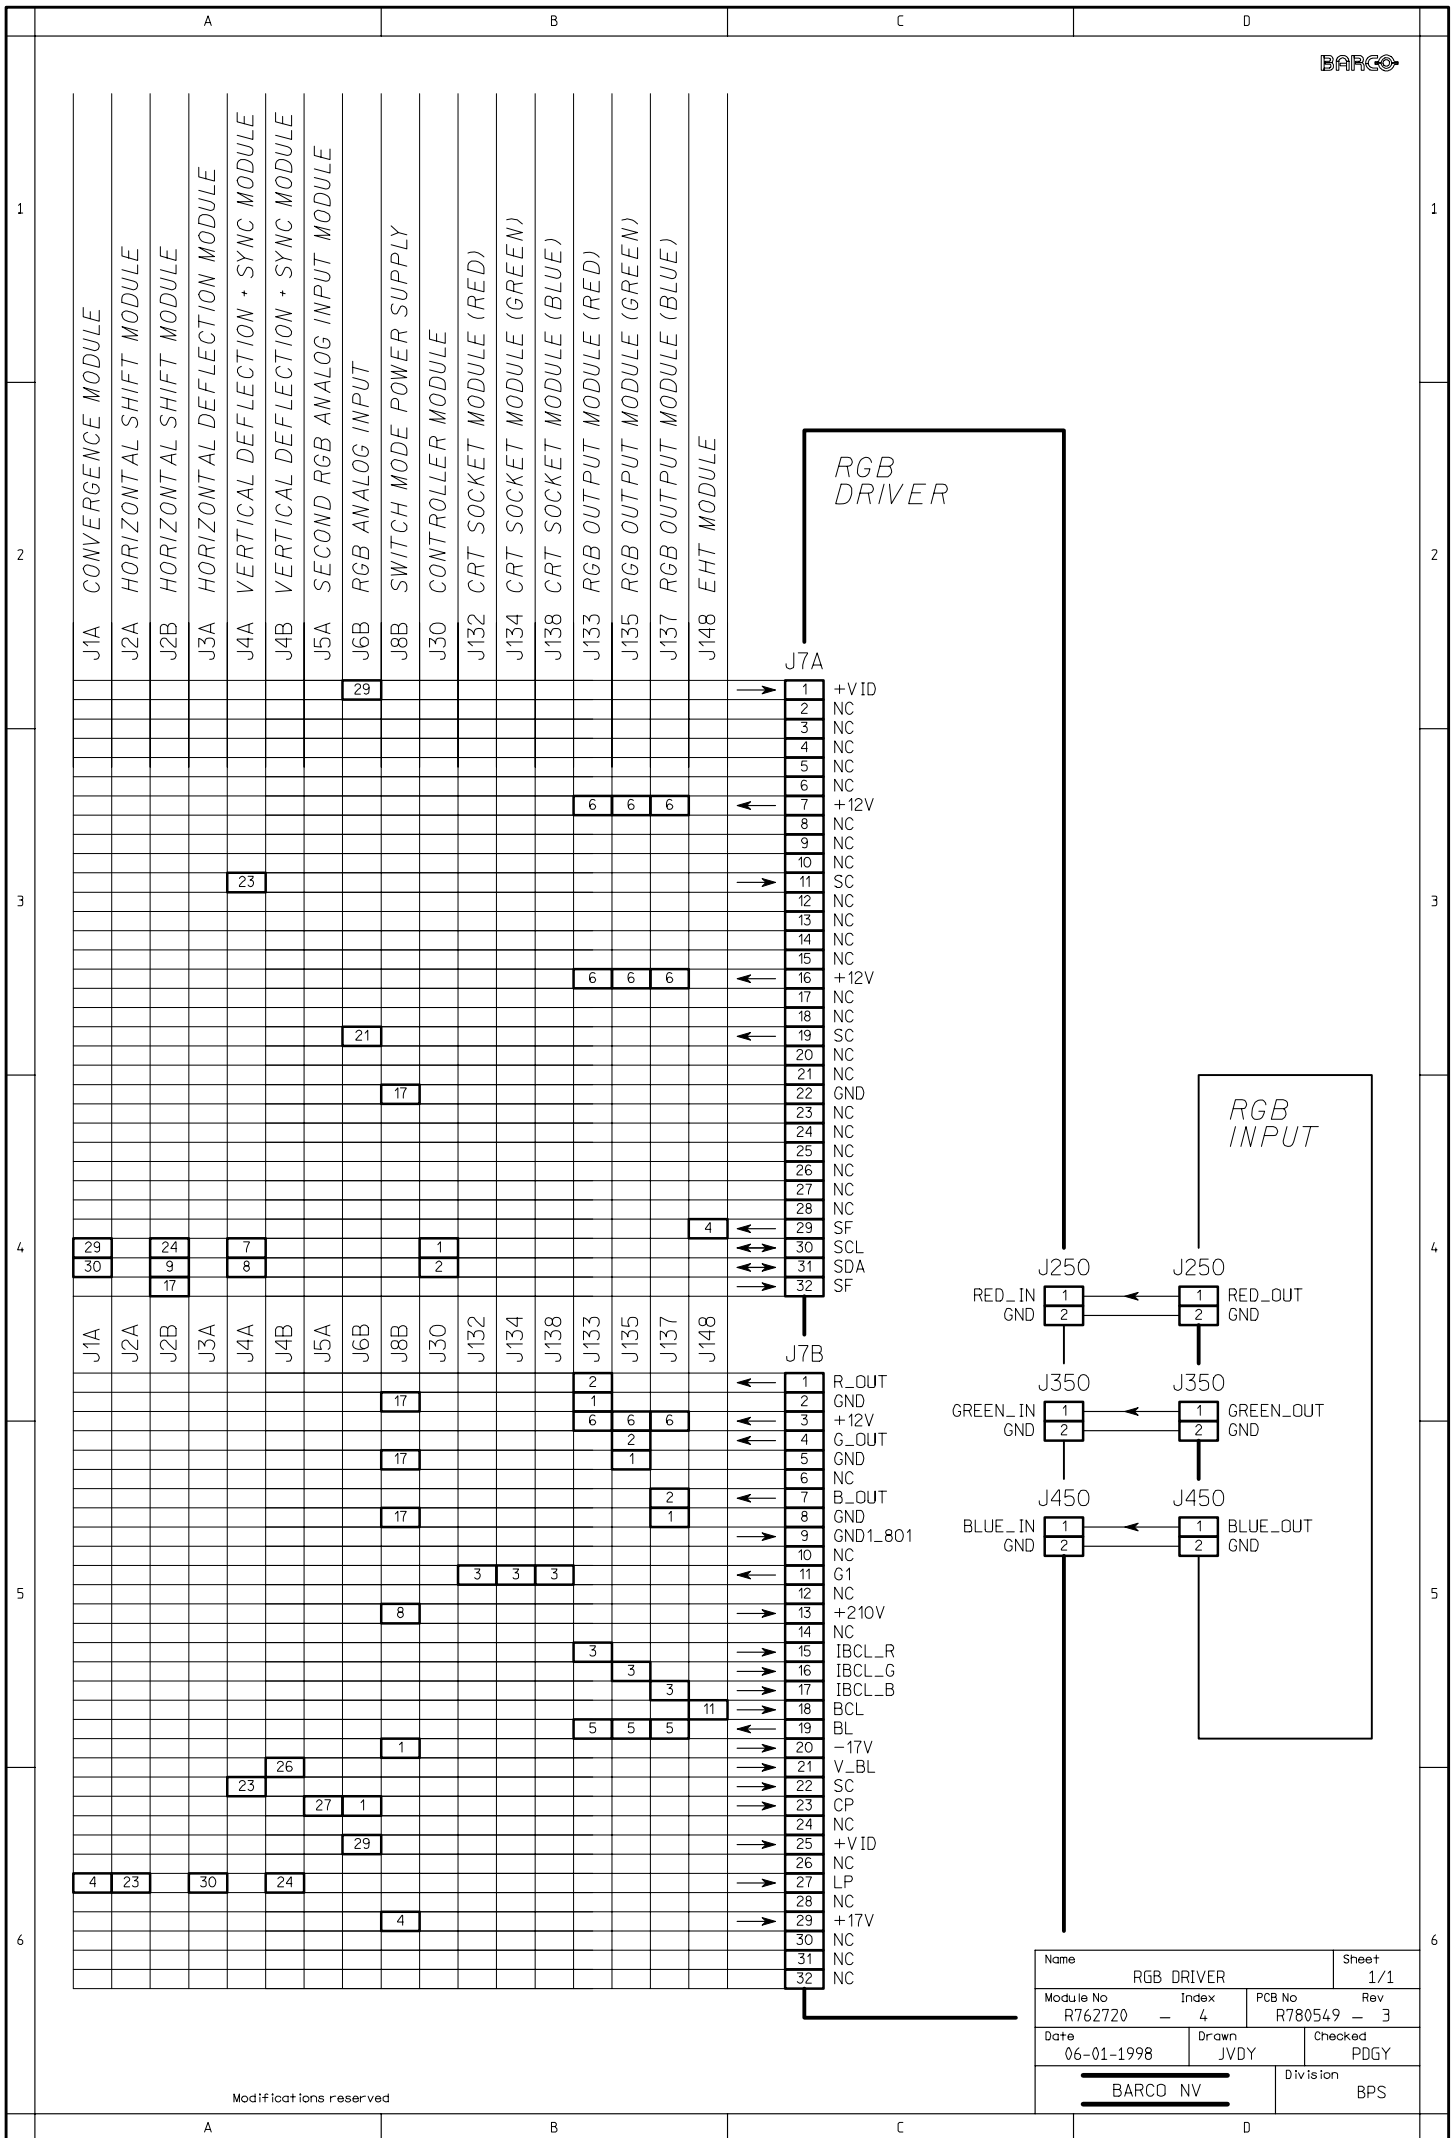 A B C D
BARCO
1 1
2 2
3 3
4 4
5 5
6 6
J1A CONVERGENCE MODULE
J2A HORIZONTAL SHIFT MODULE
J2B HORIZONTAL SHIFT MODULE
J3A HORIZONTAL DEFLECTION MODULE
J4A VERTICAL DEFLECTION + SYNC MODULE
J4B VERTICAL DEFLECTION + SYNC MODULE
J5A SECOND RGB ANALOG INPUT MODULE
J6B RGB ANALOG INPUT
J8B SWITCH MODE POWER SUPPLY
J30 CONTROLLER MODULE
J132 CRT SOCKET MODULE (RED)
J134 CRT SOCKET MODULE (GREEN)
J138 CRT SOCKET MODULE (BLUE)
J133 RGB OUTPUT MODULE (RED)
J135 RGB OUTPUT MODULE (GREEN)
J137 RGB OUTPUT MODULE (BLUE)
J148 EHT MODULE
RGB
DRIVER
J7A
29 1 +VID
2 NC
3 NC
4 NC
5 NC
6 NC
6 6 6 7 +12V
8 NC
9 NC
10 NC
23 11 SC
12 NC
13 NC
14 NC
15 NC
6 6 6 16 +12V
17 NC
18 NC
21 19 SC
20 NC
21 NC
17 22 GND
23 NC
24 NC
25 NC
26 NC
27 NC
28 NC
4 29 SF
29 24 7 1 30 SCL
30 9 8 2 31 SDA
17 32 SF
J1A J2A J2B J3A J4A J4B J5A J6B J8B J30 J132 J134 J138 J133 J135 J137 J148
J7B
2 1 R_OUT
17 1 2 GND
6 6 6 3 +12V
2 4 G_OUT
17 1 5 GND
6 NC
2 7 B_OUT
17 1 8 GND
9 GND1_801
10 NC
3 3 3 11 G1
12 NC
8 13 +210V
14 NC
3 15 IBCL_R
3 16 IBCL_G
3 17 IBCL_B
11 18 BCL
5 5 5 19 BL
1 20 -17V
26 21 V_BL
23 22 SC
27 1 23 CP
24 NC
29 25 +VID
26 NC
4 23 30 24 27 LP
28 NC
4 29 +17V
30 NC
31 NC
32 NC
RGB
INPUT
J250 J250
RED_IN 1 1 RED_OUT
GND 2 2 GND
J350 J350
GREEN_IN 1 1 GREEN_OUT
GND 2 2 GND
J450 J450
BLUE_IN 1 1 BLUE_OUT
GND 2 2 GND
Name Sheet
RGB DRIVER 1/1
Module No Index PCB No Rev
R762720 – 4 R780549 – 3
Date Drawn Checked
06-01-1998 JVDY PDGY
Division
BARCO NV BPS
Modifications reserved
A B C D